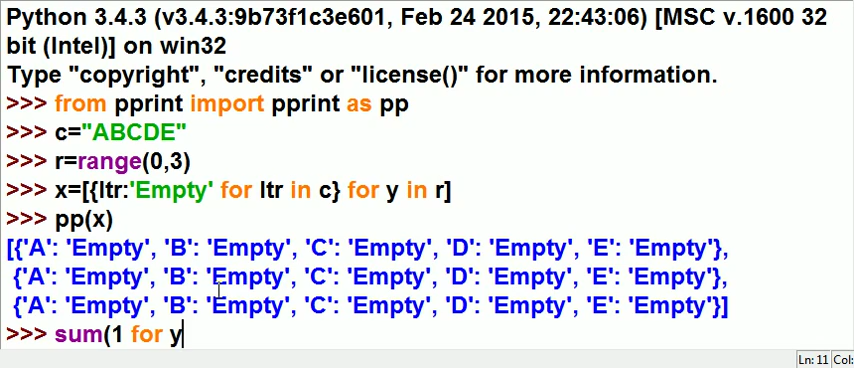 Python 3.4.3 (v3.4.3:9b73f1c3e601, Feb 24 2015, 22:43:06) [MSC v.1600 32
bit (Intel)] on win32
Type "copyright", "credits" or "license()" for more information.
>>> from pprint import pprint as pp
>>> c="ABCDE"
>>> r=range(0,3)
>>> x=[{ltr:'Empty' for ltr in c} for y in r]
>>> pp(x)
[{'A': 'Empty', 'B': 'Empty', 'C': 'Empty', 'D': 'Empty', 'E': 'Empty'},
 {'A': 'Empty', 'B': 'Empty', 'C': 'Empty', 'D': 'Empty', 'E': 'Empty'},
 {'A': 'Empty', 'B': 'Empty', 'C': 'Empty', 'D': 'Empty', 'E': 'Empty'}]
>>> sum(1 for y
Ln: 11 Col: